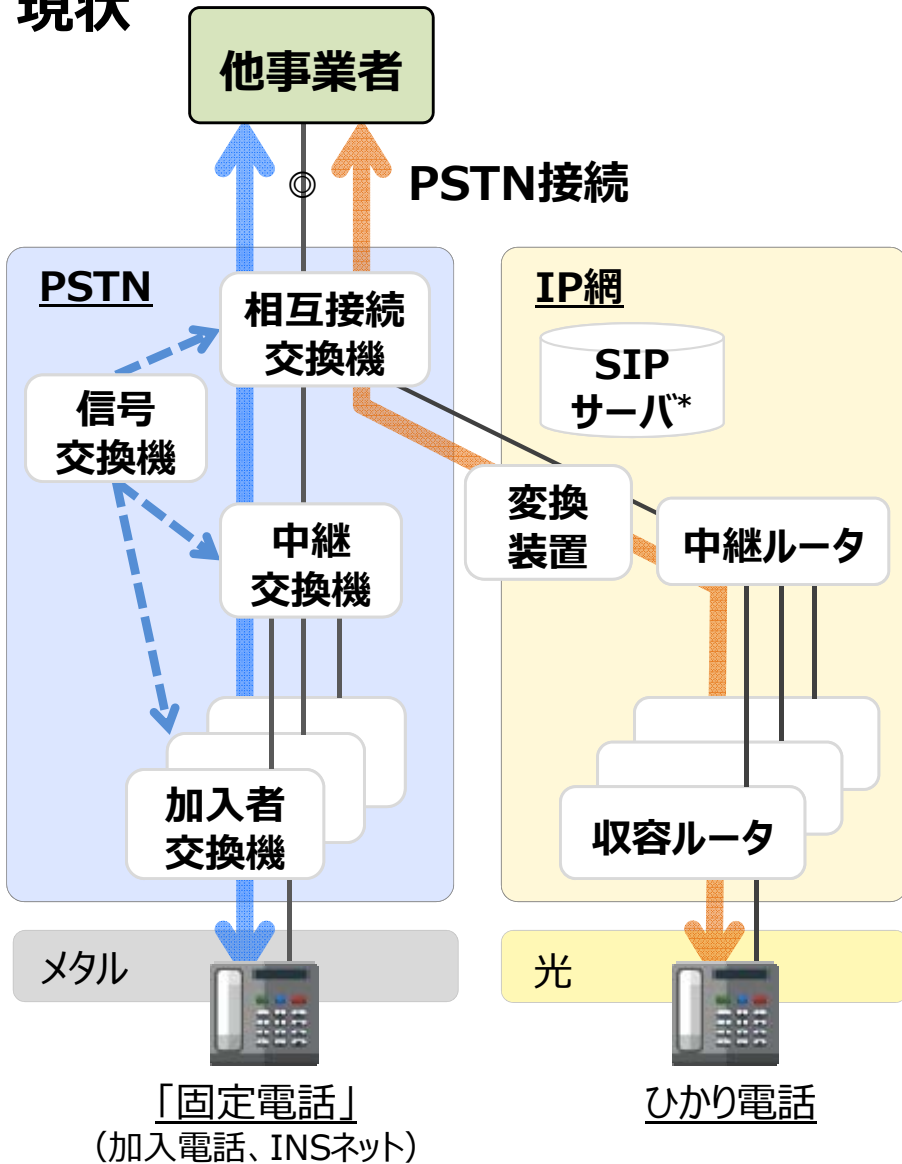 現状
他事業者
◎
PSTN接続
PSTN
相互接続
交換機
信号
交換機
中継
交換機
加入者
交換機
IP網
SIP
サーバ*
変換
装置
中継ルータ
収容ルータ
メタル
光
「固定電話」
（加入電話、INSネット）
ひかり電話